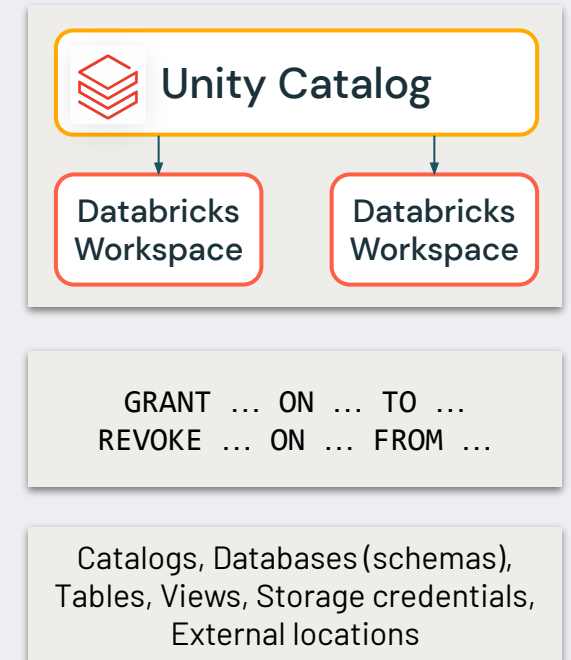 Unity Catalog
Databricks
Workspace
Databricks
Workspace
GRANT … ON … TO …
REVOKE … ON … FROM …
Catalogs, Databases (schemas),
Tables, Views, Storage credentials,
External locations